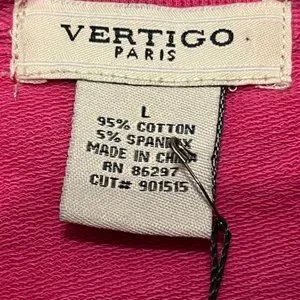 VERTIGO
PARIS
L
95% COTTON
5% SPANDEX
MADE IN CHINA
RN 86297
CUT# 901515